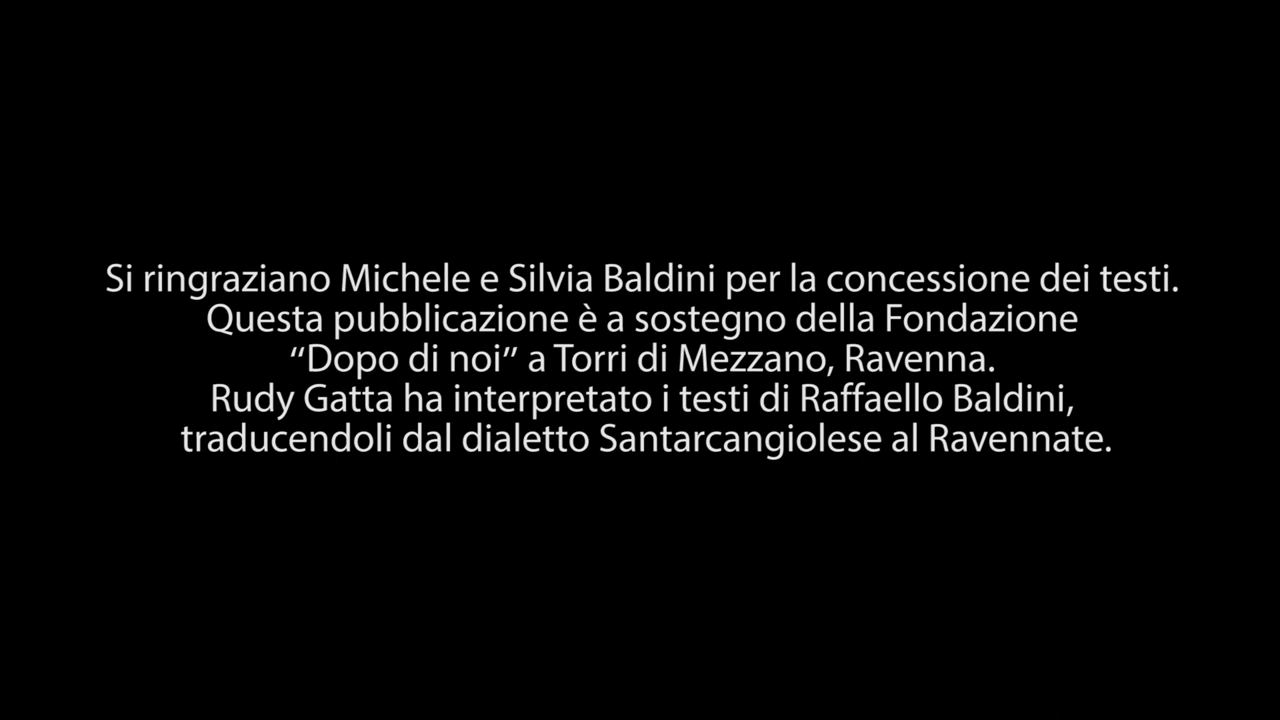 Si ringraziano Michele e Silvia Baldini per la concessione dei testi.
Questa pubblicazione è a sostegno della Fondazione
“Dopo di noi” a Torri di Mezzano, Ravenna.
Rudy Gatta ha interpretato i testi di Raffaello Baldini,
traducendoli dal dialetto Santarcangiolese al Ravennate.